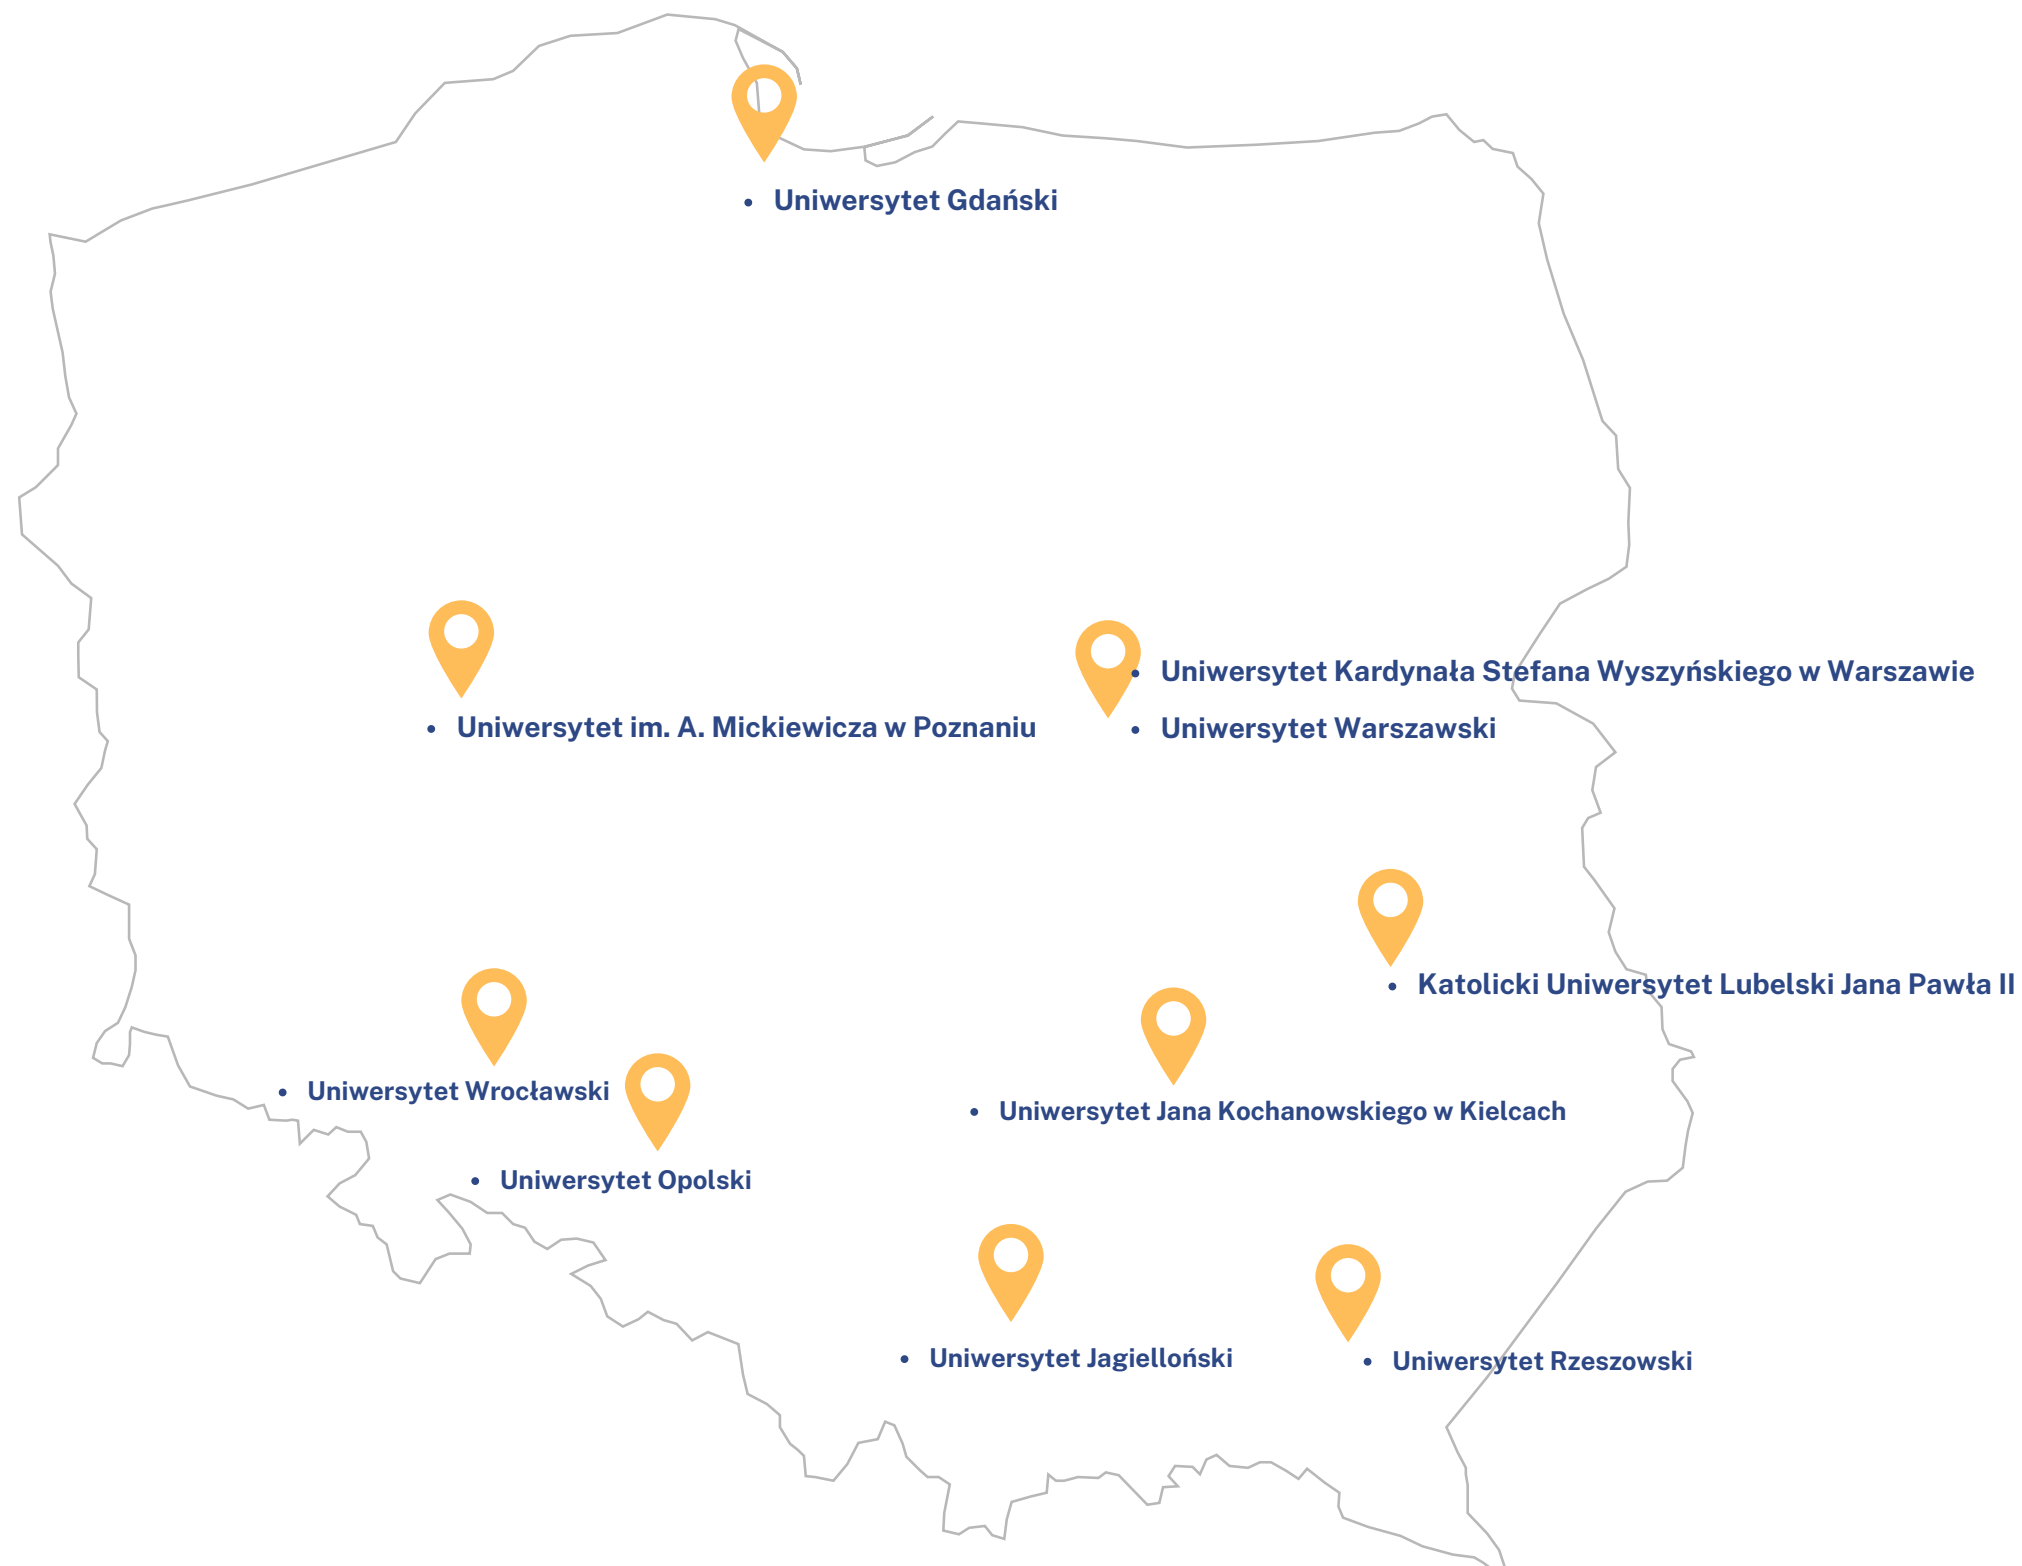 • Uniwersytet Gdański
• Uniwersytet Kardynała Stefana Wyszyńskiego w Warszawie
• Uniwersytet im. A. Mickiewicza w Poznaniu
• Uniwersytet Warszawski
• Katolicki Uniwersytet Lubelski Jana Pawła II
• Uniwersytet Wrocławski
• Uniwersytet Jana Kochanowskiego w Kielcach
• Uniwersytet Opolski
• Uniwersytet Jagielloński
• Uniwersytet Rzeszowski